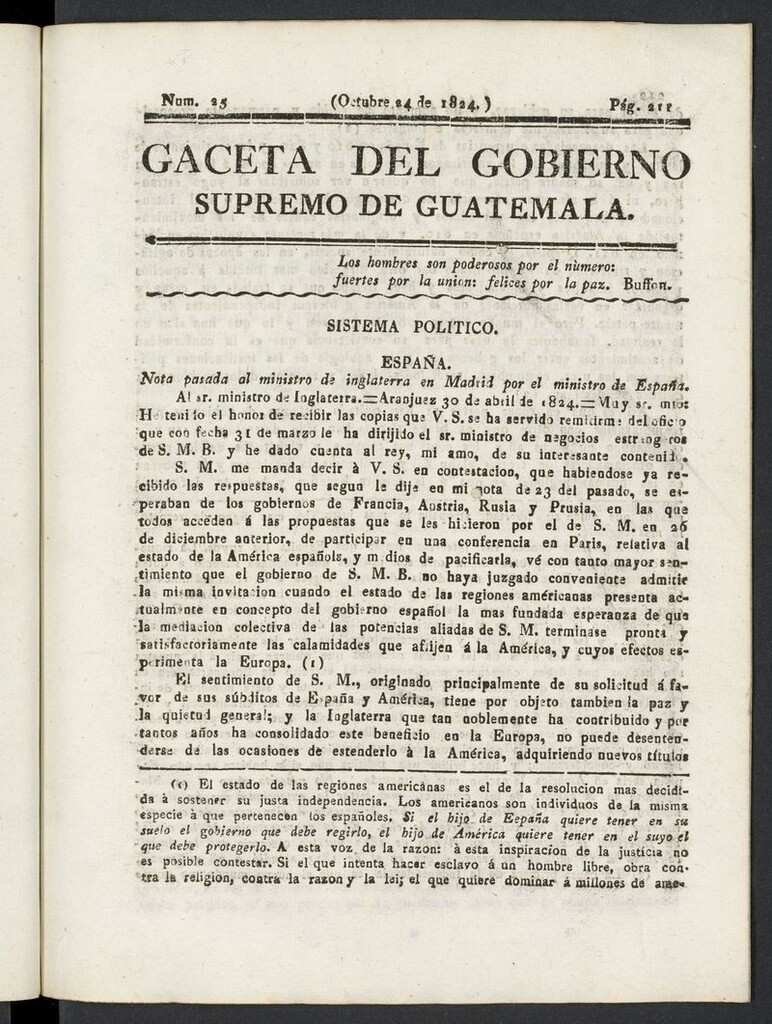 Num. 25 (Octubre 24 de 1824.) Pág. 211
GACETA DEL GOBIERNO
SUPREMO DE GUATEMALA.
Los hombres son poderosos por el nùmero:
fuertes por la union: felices por la paz. Buffon.
SISTEMA POLITICO.
ESPAÑA.
Nota pasada al ministro de inglaterra en Madrid por el ministro de España.
Al sr. ministro de Inglaterra.=Aranjuez 30 de abril de 1824.=Muy sr. mio:
He tenido el honor de recibir las copias que V. S. se ha servido remitirme del oficio
que con fecha 31 de marzo le ha dirijido el sr. ministro de negocios estrangeros
de S. M. B. y he dado cuenta al rey, mi amo, de su interesante contenido.
S. M. me manda decir à V. S. en contestacion, que habiendose ya re-
cibido las respuestas, que segun le dije en mi nota de 23 del pasado, se es-
peraban de los gobiernos de Francia, Austria, Rusia y Prusia, en las que
todos acceden á las propuestas que se les hicieron por el de S. M. en 26
de diciembre anterior, de participar en una conferencia en Paris, relativa al
estado de la América española, y medios de pacificarla, vé con tanto mayor sen-
timiento que el gobierno de S. M. B. no haya juzgado conveniente admitir
la misma invitacion cuando el estado de las regiones américanas presenta ac-
tualmente en concepto del gobierno español la mas fundada esperanza de que
la mediacion colectiva de las potencias aliadas de S. M. terminase pronta y
satisfactoriamente las calamidades que aflijen á la América, y cuyos efectos es-
perimenta la Europa. (1)
El sentimiento de S. M., originado principalmente de su solicitud á fa-
vor de sus súbditos de España y América, tiene por objeto tambien la paz y
la quietud general; y la Inglaterra que tan noblemente ha contribuido y por
tantos años ha consolidado este beneficio en la Europa, no puede desenten-
derse de las ocasiones de estenderlo à la América, adquiriendo nuevos títulos
(1) El estado de las regiones americanas es el de la resolucion mas decidi-
da à sostener su justa independencia. Los americanos son individuos de la misma
especie à que pertenecen los españoles. Si el hijo de España quiere tener en su
suelo el gobierno que debe regirlo, el hijo de América quiere tener en el suyo el
que debe protegerlo. A esta voz de la razon: à esta inspiracion de la justicia no
es posible contestar. Si el que intenta hacer esclavo á un hombre libre, obra con-
tra la religion, contra la razon y la lei; el que quiere dominar á millones de ame-